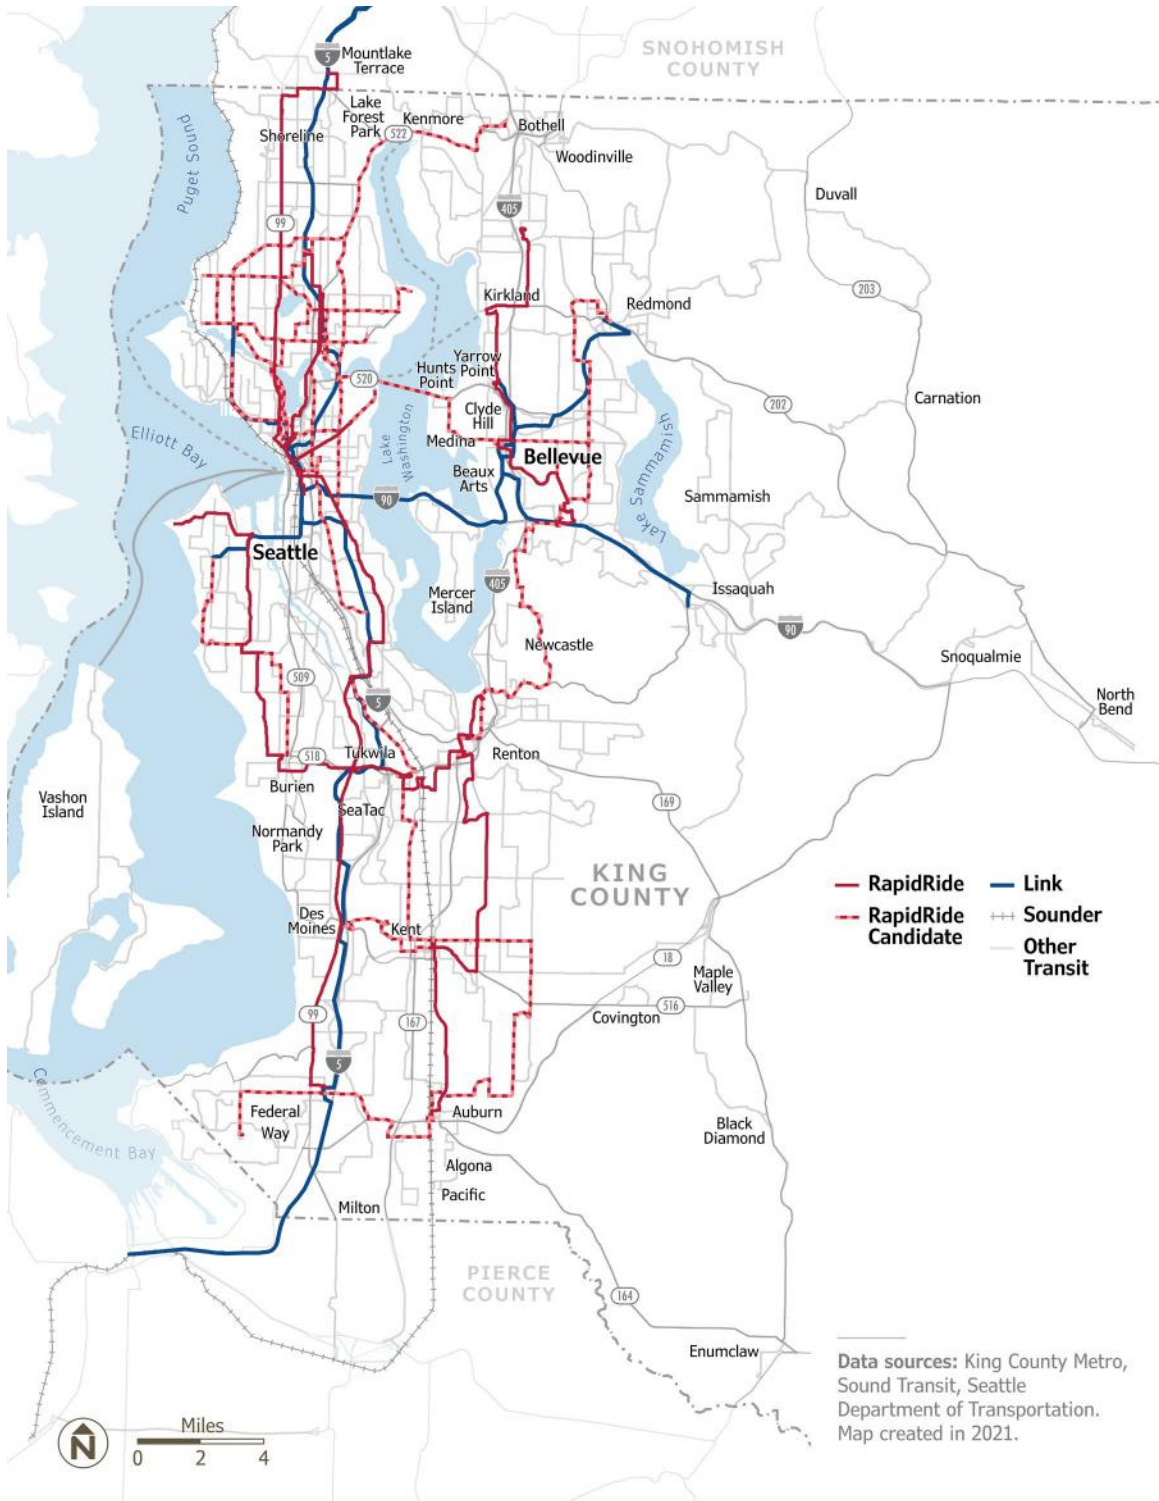 SNOHOMISH
COUNTY
5
Mountlake
Terrace
Lake
Forest
Park
Kenmore
522
Bothell
Shoreline
Woodinville
Puget Sound
Duvall
405
99
203
Kirkland
Redmond
Yarrow
Point
Hunts
Point
520
202
Carnation
Clyde
Hill
Lake
Washington
Medina
Elliott Bay
Bellevue
Beaux
Arts
Lake Sammamish
Sammamish
90
Seattle
405
Mercer
Island
Issaquah
90
Newcastle
Snoqualmie
509
5
North
Bend
518
Tukwila
Renton
Burien
Vashon
Island
SeaTac
169
Normandy
Park
KING
COUNTY
RapidRide
RapidRide
Candidate
Link
Sounder
Other
Transit
Des
Moines
Kent
18
Maple
Valley
99
167
516
Covington
5
Commencement Bay
Federal
Way
Auburn
Black
Diamond
Algona
Pacific
Milton
PIERCE
COUNTY
164
Enumclaw
Data sources: King County Metro,
Sound Transit, Seattle
Department of Transportation.
Map created in 2021.
N
Miles
0 2 4